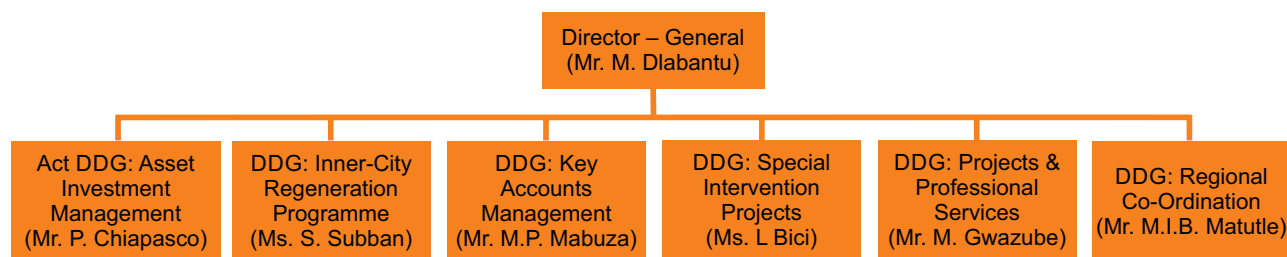 Director – General
(Mr. M. Dlabantu)
Act DDG: Asset
Investment
Management
(Mr. P. Chiapasco)
DDG: Inner-City
Regeneration
Programme
(Ms. S. Subban)
DDG: Key
Accounts
Management
(Mr. M.P. Mabuza)
DDG: Special
Intervention
Projects
(Ms. L Bici)
DDG: Projects &
Professional
Services
(Mr. M. Gwazube)
DDG: Regional
Co-Ordination
(Mr. M.I.B. Matutle)